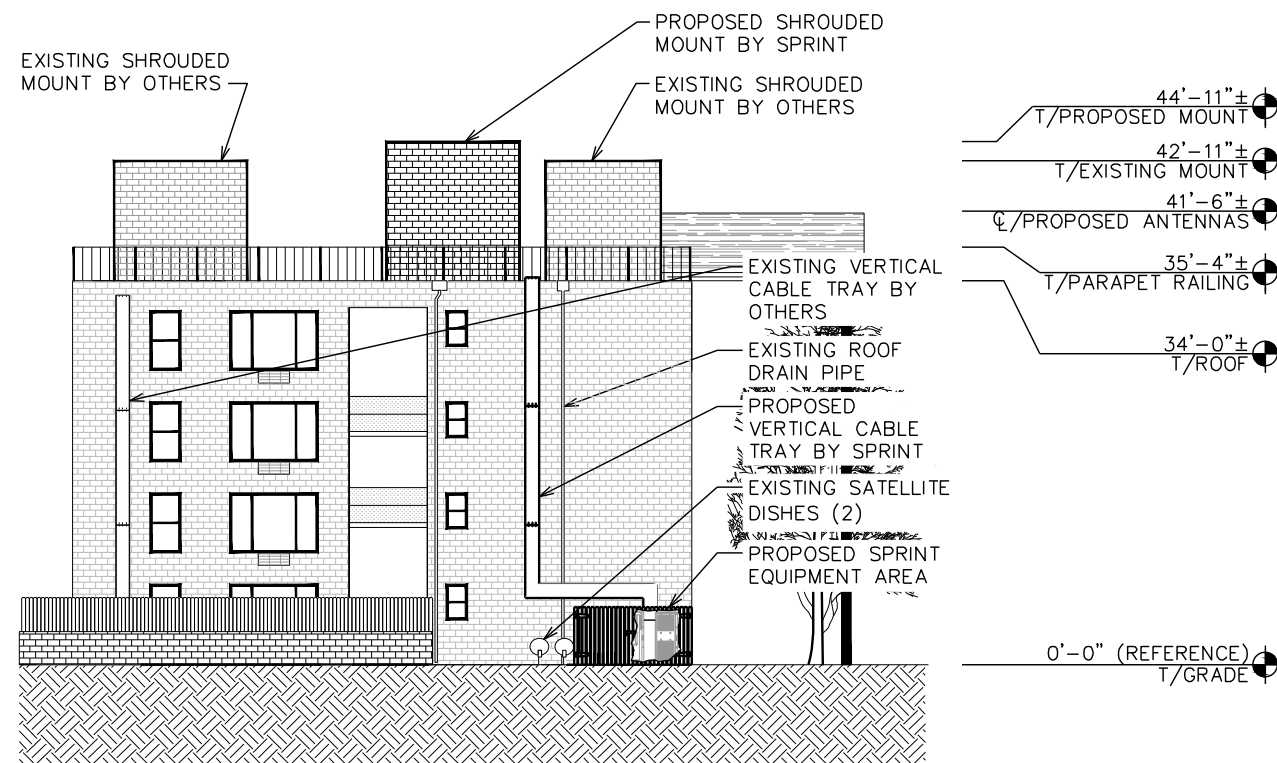 PROPOSED SHROUDED
MOUNT BY SPRINT
EXISTING SHROUDED
MOUNT BY OTHERS
EXISTING SHROUDED
MOUNT BY OTHERS
44'-11"±
T/PROPOSED MOUNT
42'-11"±
T/EXISTING MOUNT
41'-6"±
℄/PROPOSED ANTENNAS
35'-4"±
T/PARAPET RAILING
34'-0"±
T/ROOF
EXISTING VERTICAL
CABLE TRAY BY
OTHERS
EXISTING ROOF
DRAIN PIPE
PROPOSED
VERTICAL CABLE
TRAY BY SPRINT
EXISTING SATELLITE
DISHES (2)
PROPOSED SPRINT
EQUIPMENT AREA
0'-0" (REFERENCE)
T/GRADE